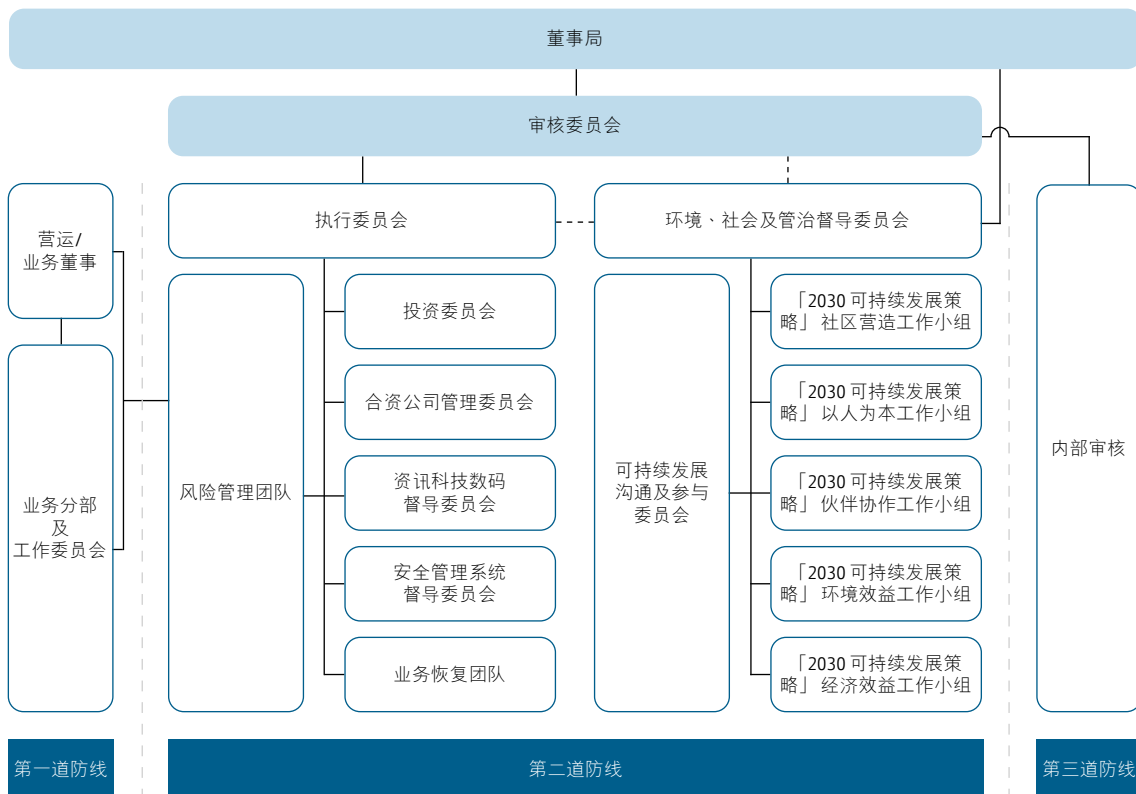 董事局
审核委员会
营运/
业务董事
业务分部
及
工作委员会
执行委员会
风险管理团队
投资委员会
合资公司管理委员会
资讯科技数码
督导委员会
安全管理系统
督导委员会
业务恢复团队
环境、社会及管治督导委员会
可持续发展
沟通及参与
委员会
「2030 可持续发展策
略」社区营造工作小组
「2030 可持续发展策
略」以人为本工作小组
「2030 可持续发展策
略」伙伴协作工作小组
「2030 可持续发展策
略」环境效益工作小组
「2030 可持续发展策
略」经济效益工作小组
内部审核
第一道防线
第二道防线
第三道防线